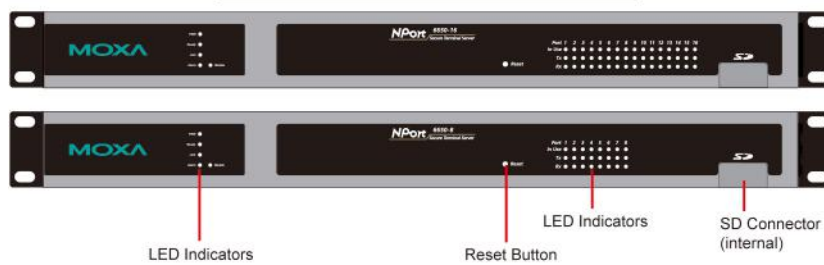 MOXA
NPort 6650-16
Secure Terminal Server
Reset
Port 1 2 3 4 5 6 7 8 9 10 11 12 13 14 15 16
In Use
Tx
Rx
SD
MOXA
NPort 6650-8
Secure Terminal Server
Reset
Port 1 2 3 4 5 6 7 8
In Use
Tx
Rx
SD
LED Indicators
Reset Button
LED Indicators
SD Connector
(internal)